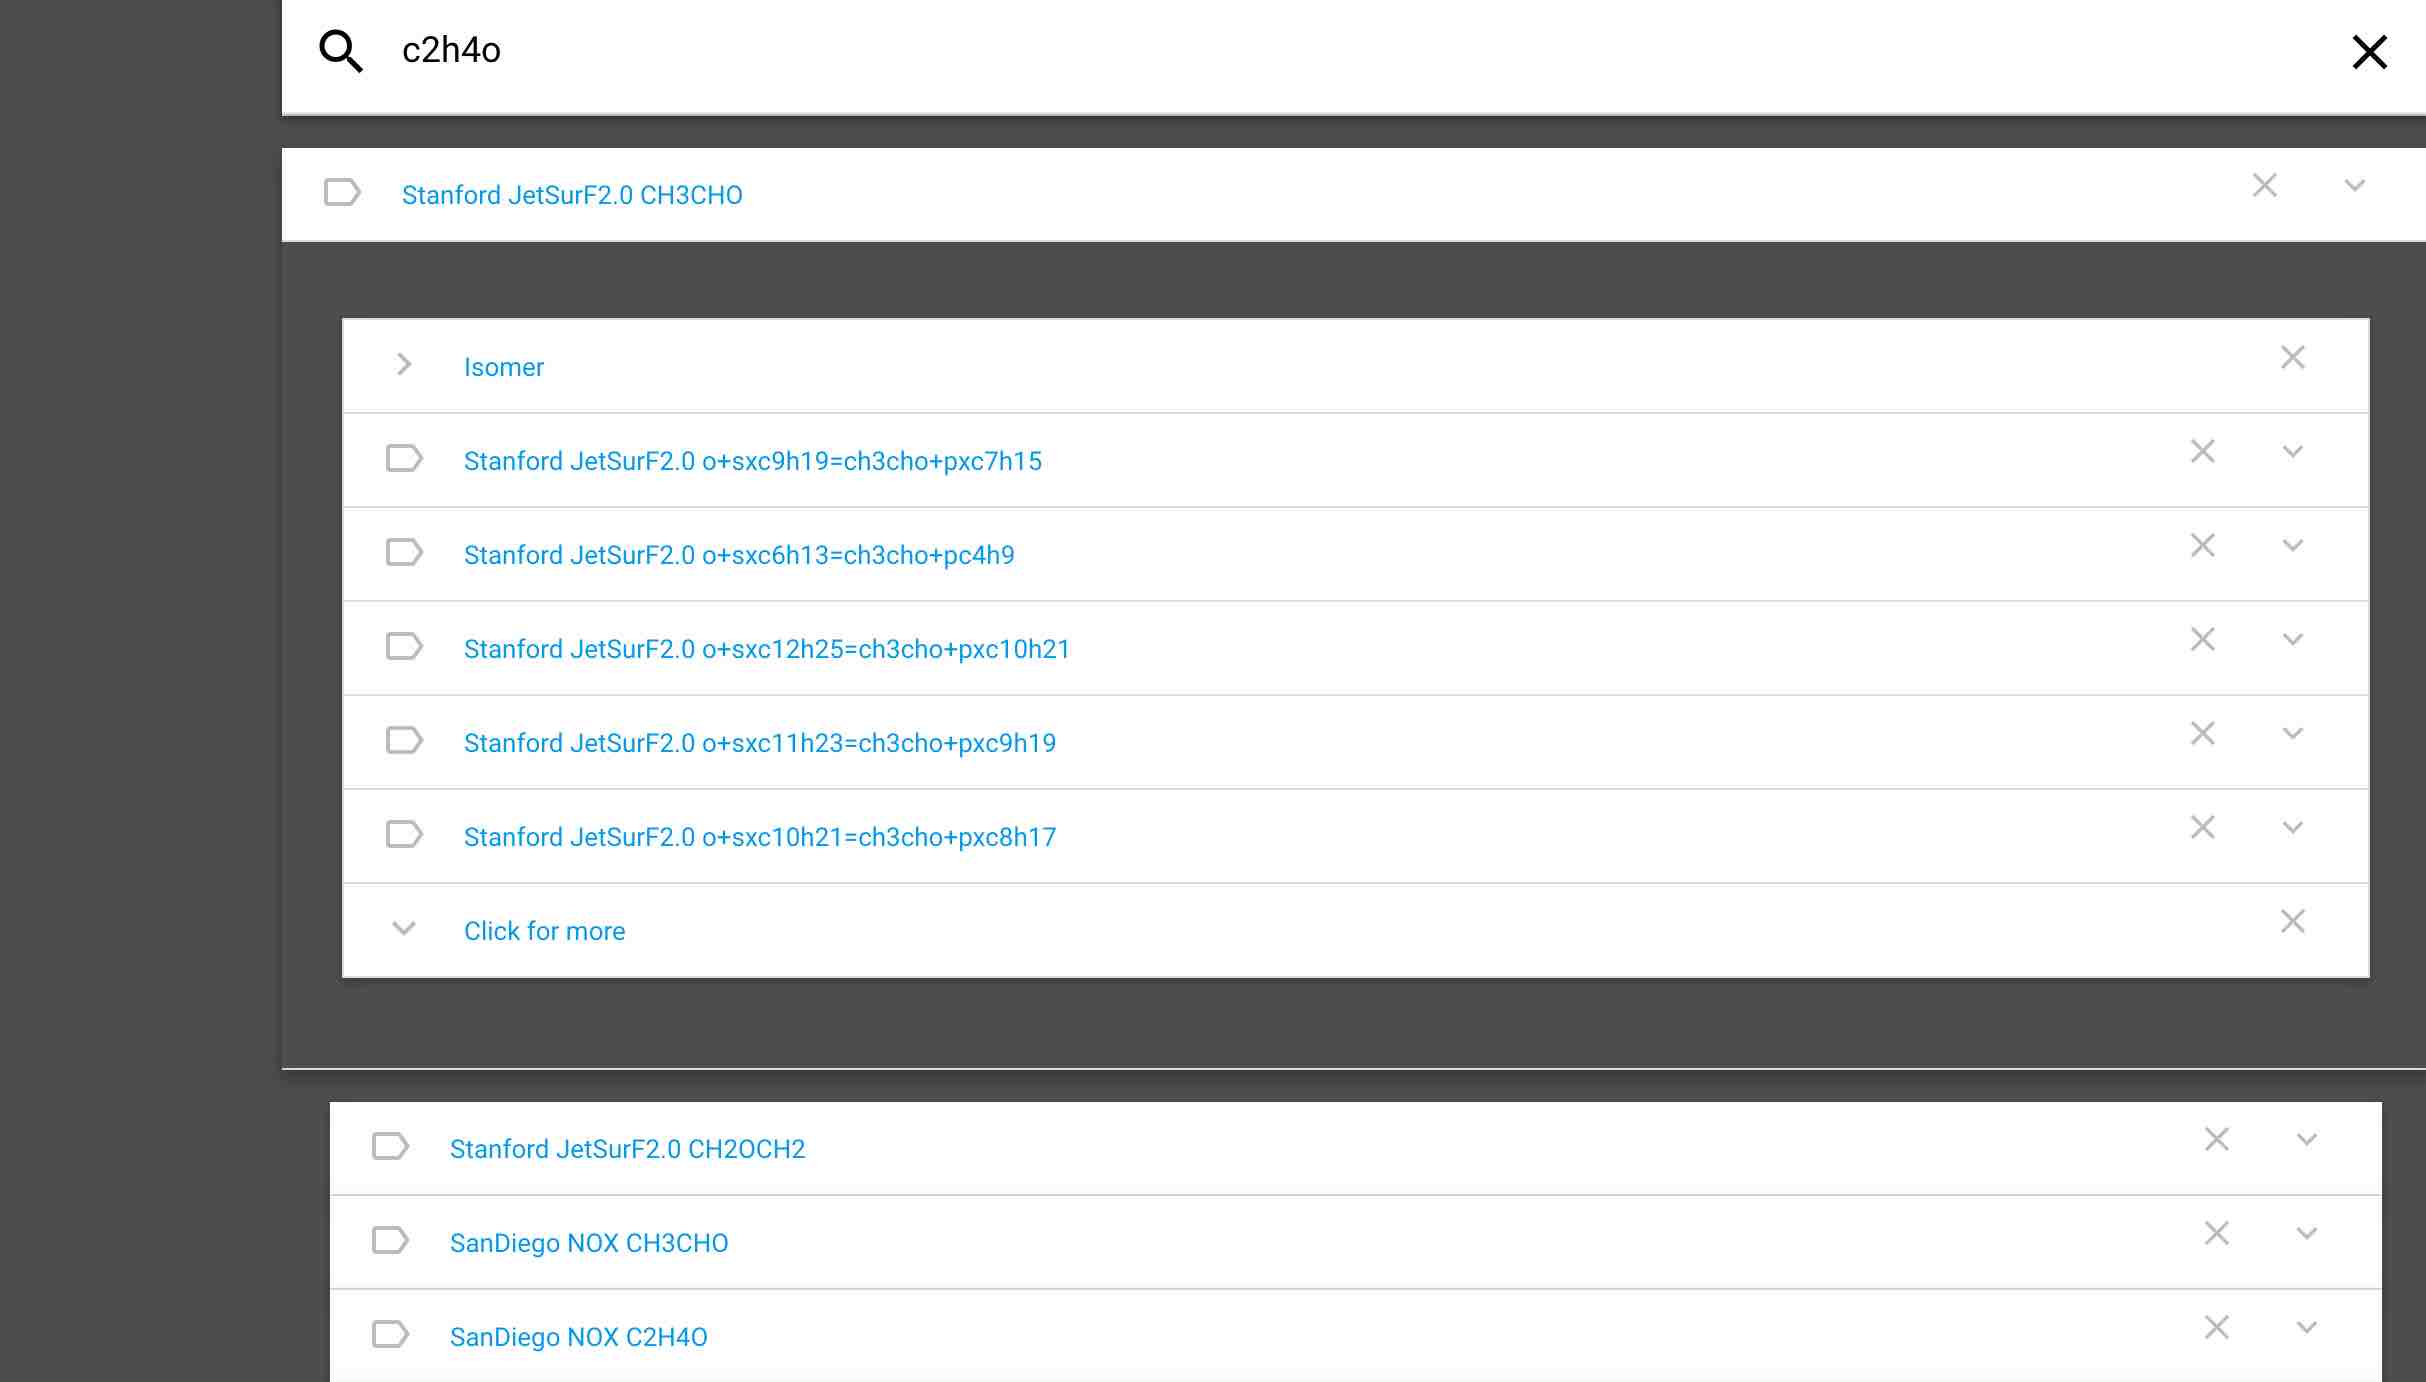 c2h4o
Stanford JetSurF2.0 CH3CHO
Isomer
Stanford JetSurF2.0 o+sxc9h19=ch3cho+pxc7h15
Stanford JetSurF2.0 o+sxc6h13=ch3cho+pc4h9
Stanford JetSurF2.0 o+sxc12h25=ch3cho+pxc10h21
Stanford JetSurF2.0 o+sxc11h23=ch3cho+pxc9h19
Stanford JetSurF2.0 o+sxc10h21=ch3cho+pxc8h17
Click for more
Stanford JetSurF2.0 CH2OCH2
SanDiego NOX CH3CHO
SanDiego NOX C2H4O